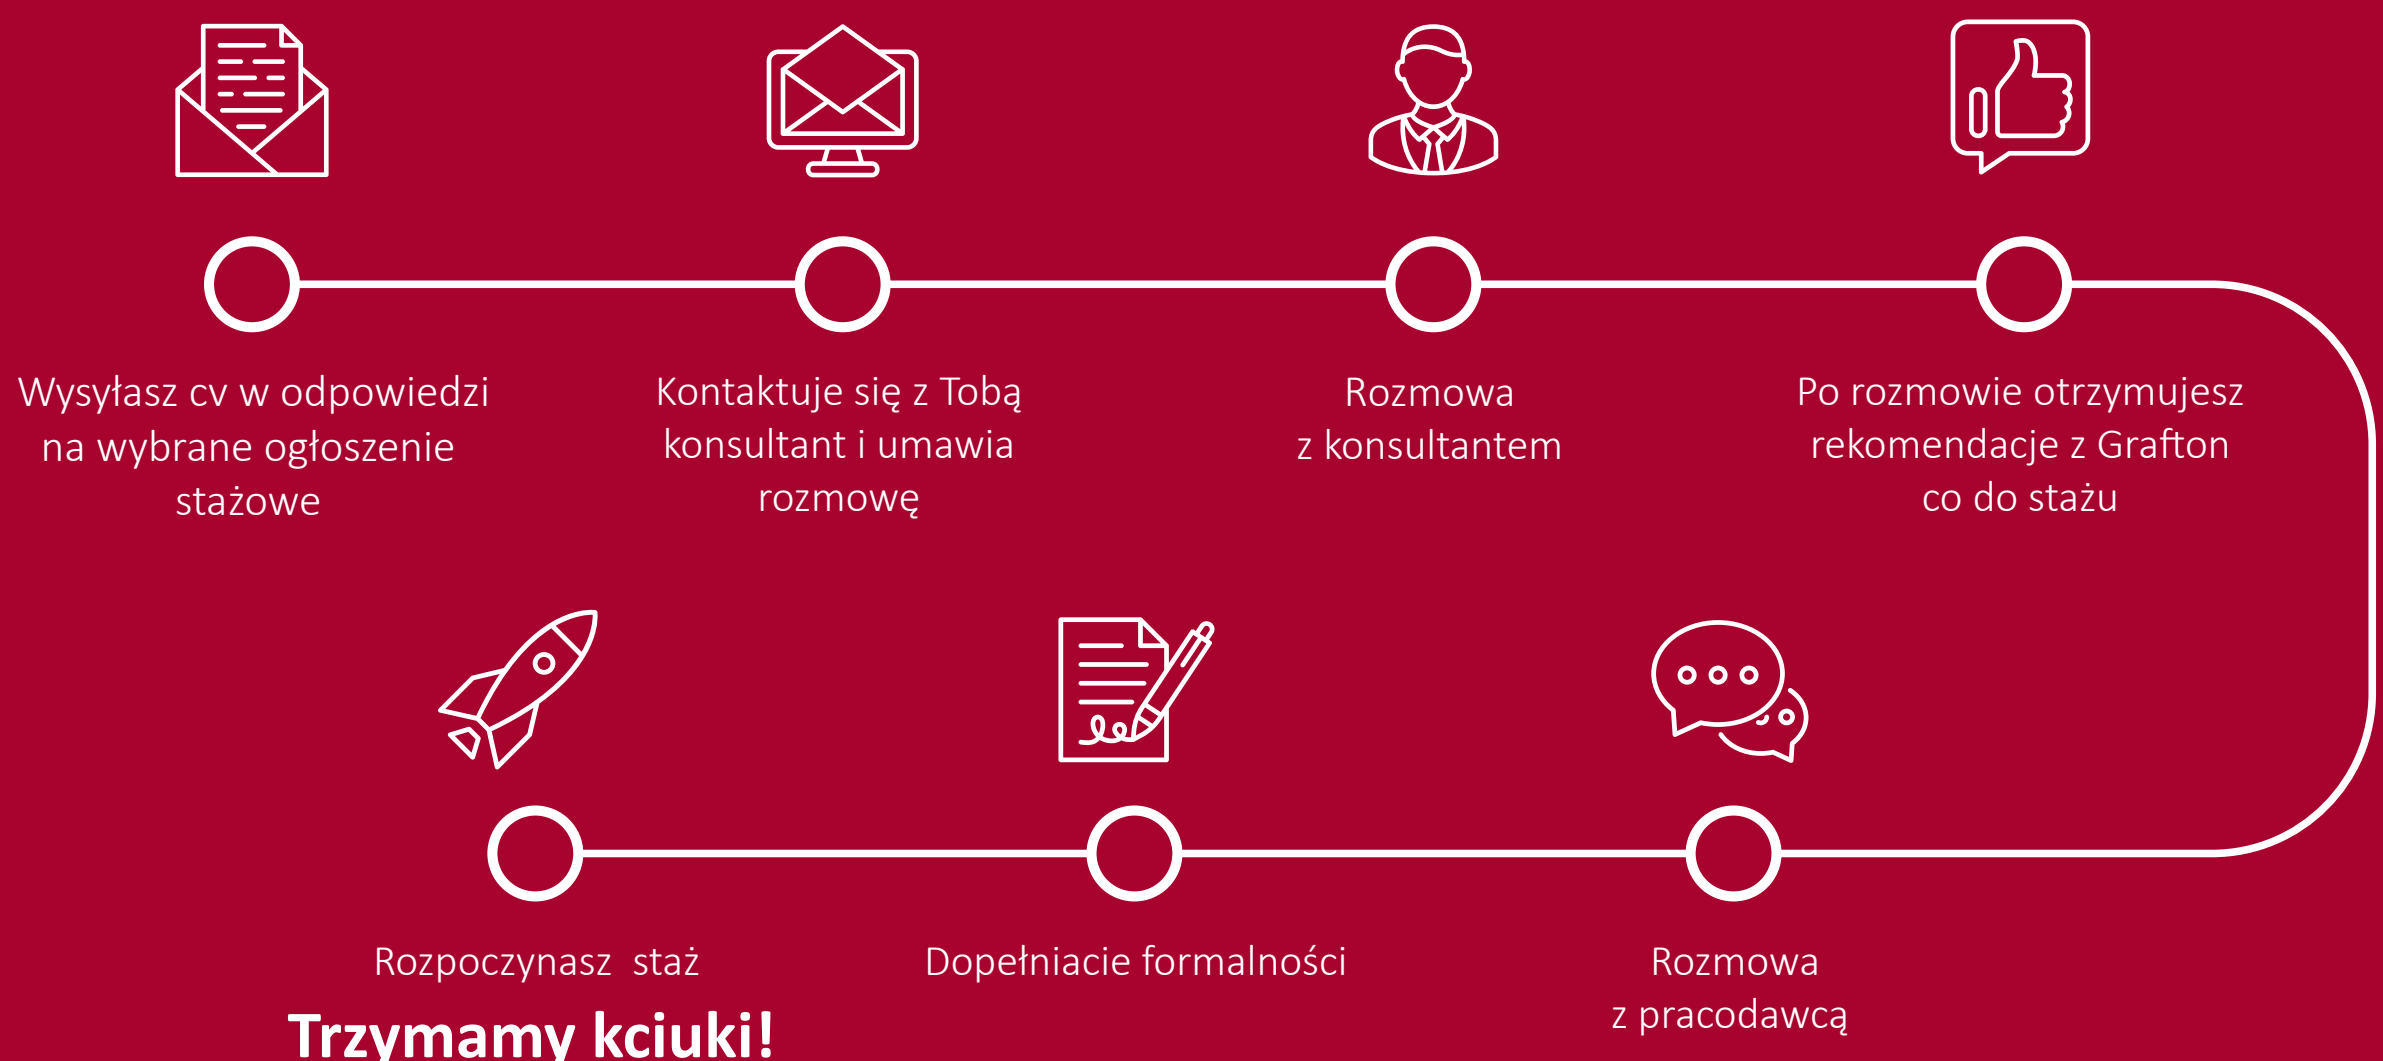 Wysyłasz cv w odpowiedzi
na wybrane ogłoszenie
stażowe
Kontaktuje się z Tobą
konsultant i umawia
rozmowę
Rozmowa
z konsultantem
Po rozmowie otrzymujesz
rekomendacje z Grafton
co do stażu
Rozmowa
z pracodawcą
Dopełniacie formalności
Rozpoczynasz staż
Trzymamy kciuki!